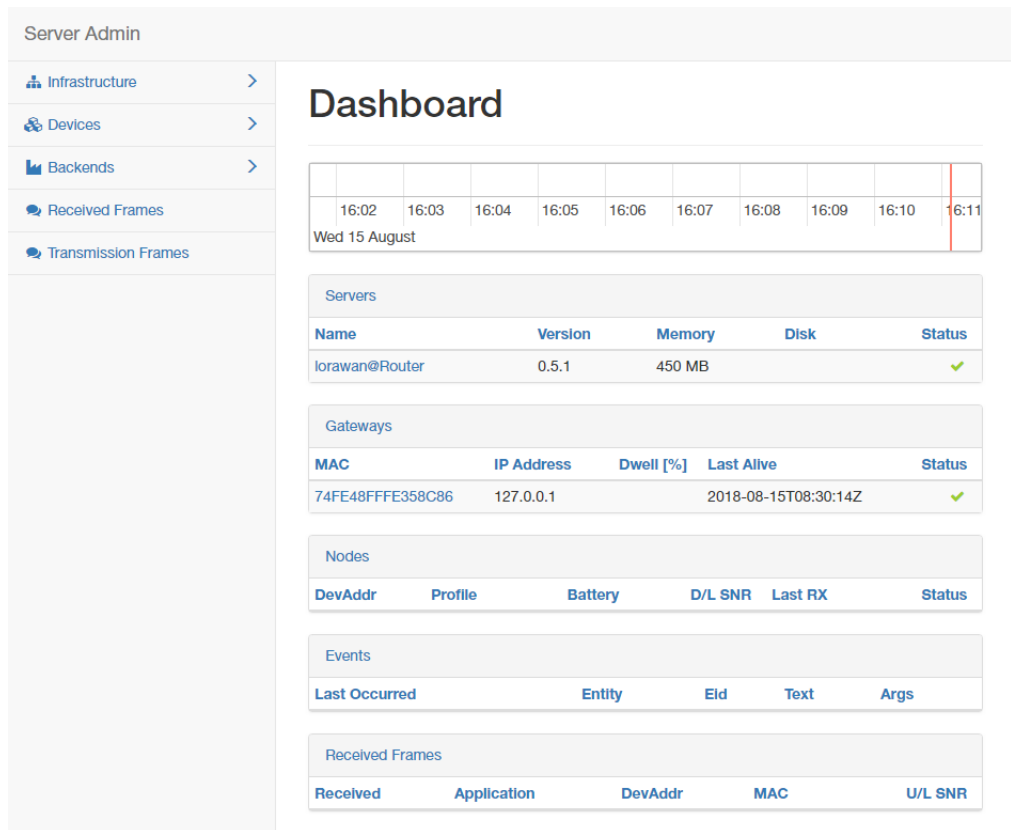 Server Admin
Infrastructure
Devices
Backends
Received Frames
Transmission Frames
Dashboard
16:02 16:03 16:04 16:05 16:06 16:07 16:08 16:09 16:10 16:11
Wed 15 August
Servers
Name Version Memory Disk Status
lorawan@Router 0.5.1 450 MB
Gateways
MAC IP Address Dwell [%] Last Alive Status
74FE48FFFE358C86 127.0.0.1 2018-08-15T08:30:14Z
Nodes
DevAddr Profile Battery D/L SNR Last RX Status
Events
Last Occurred Entity Eid Text Args
Received Frames
Received Application DevAddr MAC U/L SNR